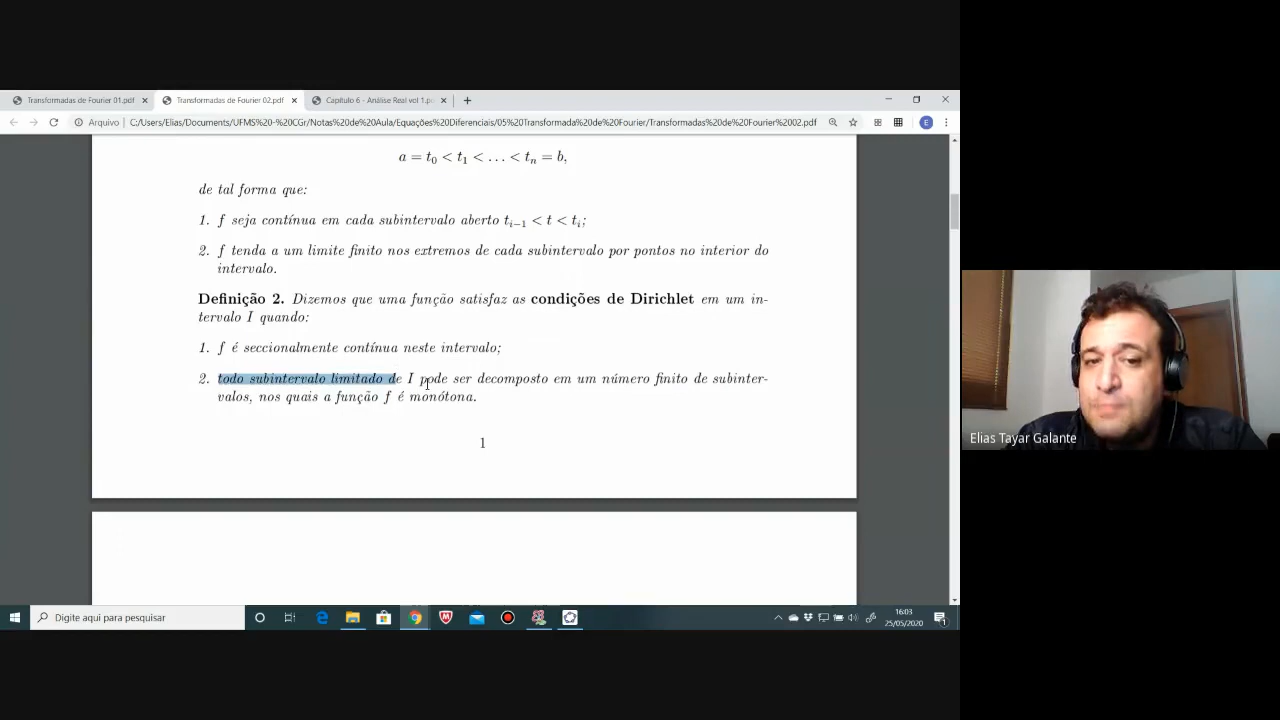 Transformadas de Fourier 01.pdf
Transformadas de Fourier 02.pdf
Capítulo 6 - Análise Real vol 1.p
Arquivo
C:/Users/Elias/Documents/UFMS%20-%20CGr/Notas%20de%20Aula/Equações%20Diferenciais/05%20Transformada%20de%20Fourier/Transformadas%20de%20Fourier%2002.pdf
E
a = t₀ < t₁ < … < tₙ = b,
de tal forma que:
1. f seja contínua em cada subintervalo aberto tᵢ₋₁ < t < tᵢ;
2. f tenda a um limite finito nos extremos de cada subintervalo por pontos no interior do
intervalo.
Definição 2. Dizemos que uma função satisfaz as condições de Dirichlet em um in-
tervalo I quando:
1. f é seccionalmente contínua neste intervalo;
2. todo subintervalo limitado de I pode ser decomposto em um número finito de subinter-
valos, nos quais a função f é monótona.
1
Elias Tayar Galante
Digite aqui para pesquisar
16:03
25/05/2020